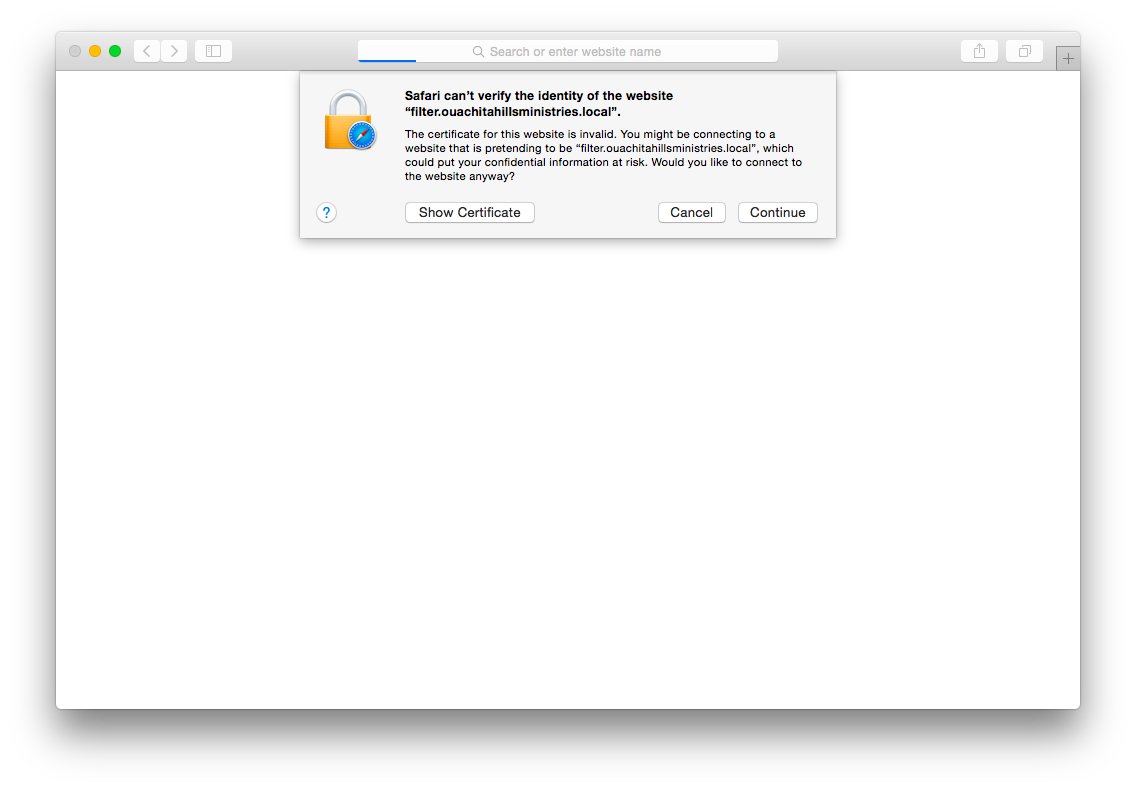 Search or enter website name
Safari can’t verify the identity of the website
“filter.ouachitahillsministries.local”.
The certificate for this website is invalid. You might be connecting to a
website that is pretending to be “filter.ouachitahillsministries.local”, which
could put your confidential information at risk. Would you like to connect to
the website anyway?
? Show Certificate Cancel Continue